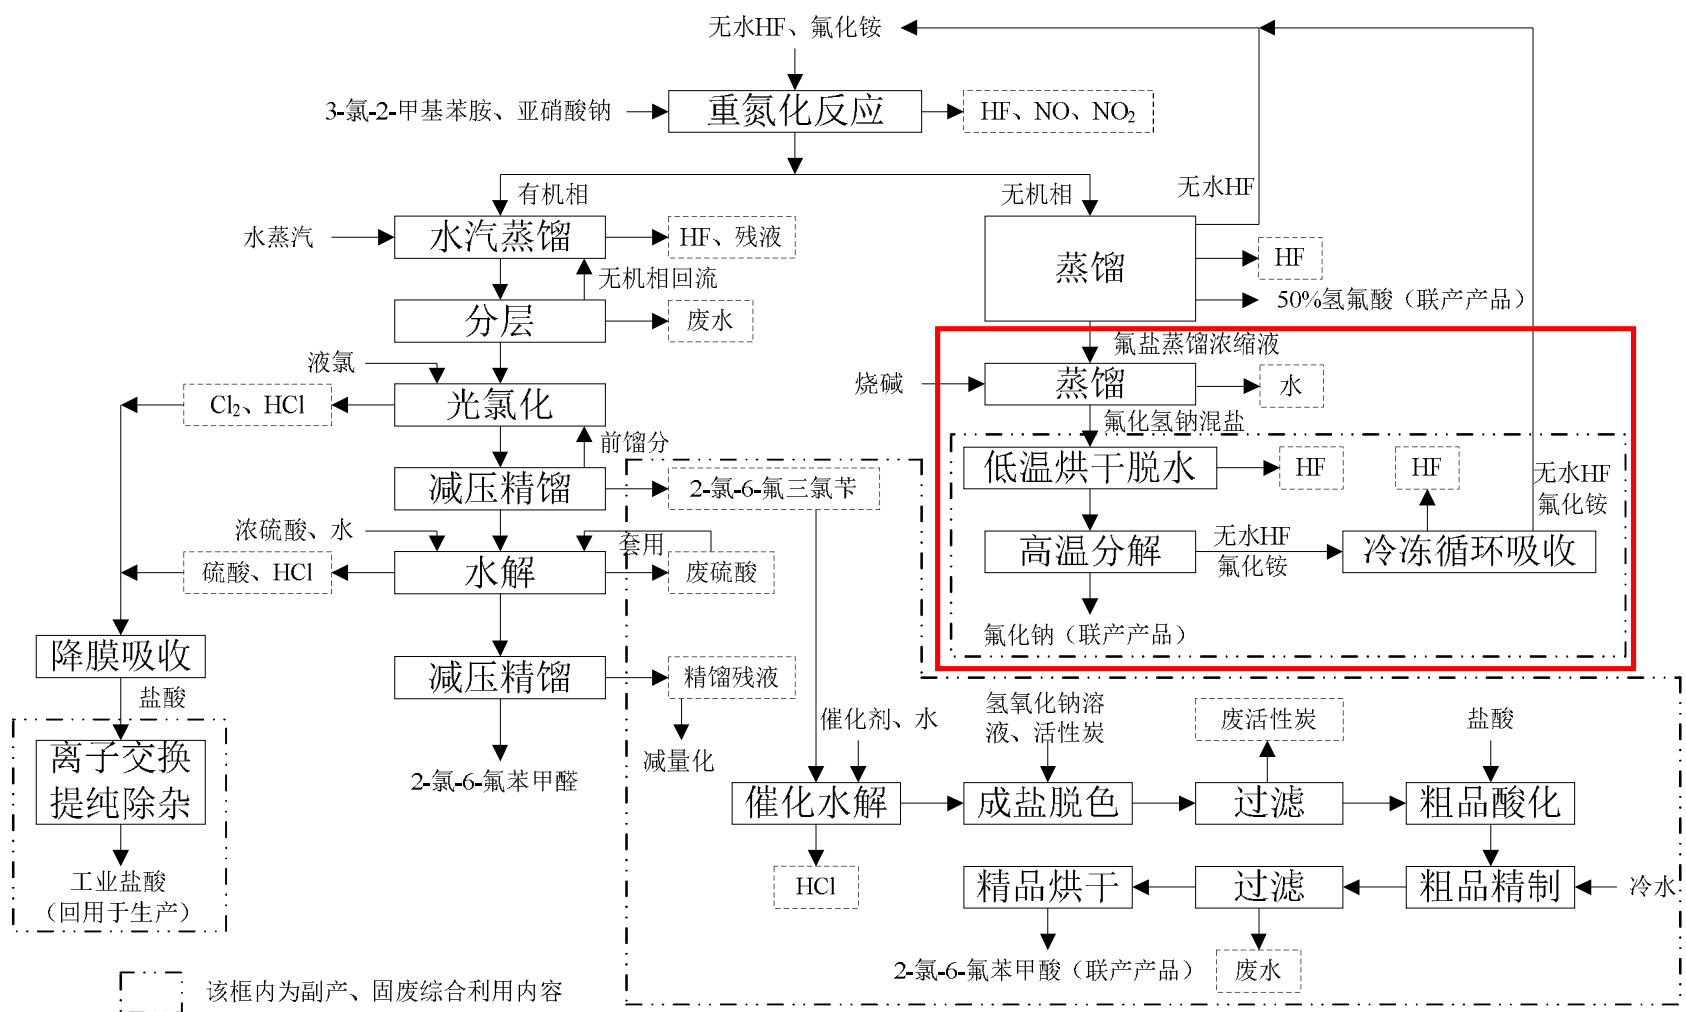 无水HF、氟化铵
3-氯-2-甲基苯胺、亚硝酸钠
重氮化反应
HF、NO、NO₂
有机相
无机相
无水HF
水蒸汽
水汽蒸馏
HF、残液
蒸馏
HF
无机相回流
50%氢氟酸（联产产品）
分层
废水
氟盐蒸馏浓缩液
液氯
烧碱
蒸馏
水
Cl₂、HCl
光氯化
氟化氢钠混盐
前馏分
减压精馏
2-氯-6-氟三氯苄
低温烘干脱水
HF
HF
无水HF
氟化铵
浓硫酸、水
套用
硫酸、HCl
水解
废硫酸
高温分解
无水HF
氟化铵
冷冻循环吸收
氟化钠（联产产品）
降膜吸收
减压精馏
精馏残液
盐酸
催化剂、水
氢氧化钠溶
液、活性炭
废活性炭
盐酸
离子交换
提纯除杂
2-氯-6-氟苯甲醛
减量化
催化水解
成盐脱色
过滤
粗品酸化
工业盐酸
（回用于生产）
HCl
精品烘干
过滤
粗品精制
冷水
2-氯-6-氟苯甲酸（联产产品）
废水
该框内为副产、固废综合利用内容